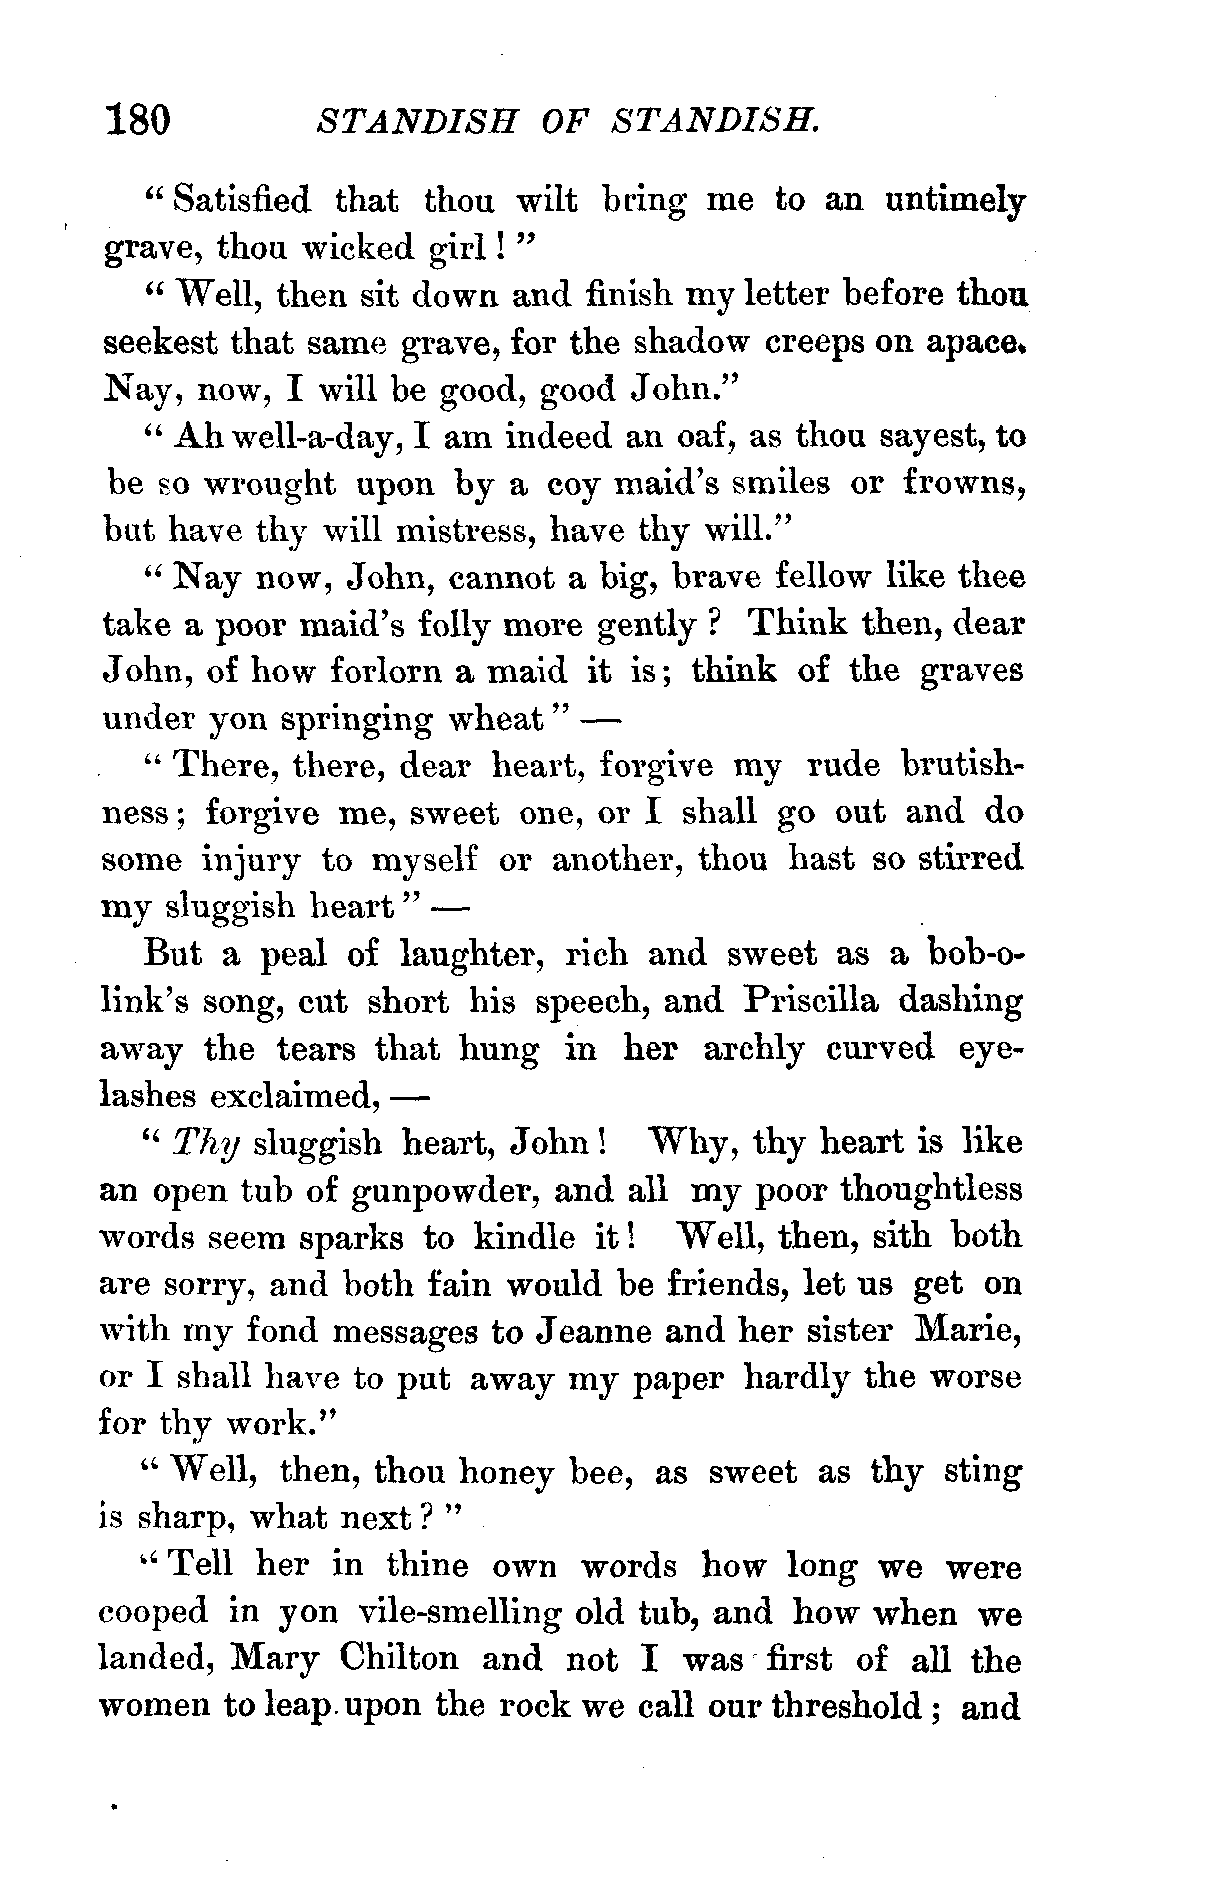 180 STANDISH OF STANDISH.
"Satisfied that thou wilt bring me to an untimely
grave, thou wicked girl!"
"Well, then sit down and finish my letter before thou
seekest that same grave, for the shadow creeps on apace.
Nay, now, I will be good, good John."
"Ah well-a-day, I am indeed an oaf, as thou sayest, to
be so wrought upon by a coy maid's smiles or frowns,
but have thy will mistress, have thy will."
"Nay now, John, cannot a big, brave fellow like thee
take a poor maid's folly more gently? Think then, dear
John, of how forlorn a maid it is; think of the graves
under yon springing wheat" —
"There, there, dear heart, forgive my rude brutish-
ness; forgive me, sweet one, or I shall go out and do
some injury to myself or another, thou hast so stirred
my sluggish heart" —
But a peal of laughter, rich and sweet as a bob-o-
link's song, cut short his speech, and Priscilla dashing
away the tears that hung in her archly curved eye-
lashes exclaimed, —
"Thy sluggish heart, John! Why, thy heart is like
an open tub of gunpowder, and all my poor thoughtless
words seem sparks to kindle it! Well, then, sith both
are sorry, and both fain would be friends, let us get on
with my fond messages to Jeanne and her sister Marie,
or I shall have to put away my paper hardly the worse
for thy work."
"Well, then, thou honey bee, as sweet as thy sting
is sharp, what next?"
"Tell her in thine own words how long we were
cooped in yon vile-smelling old tub, and how when we
landed, Mary Chilton and not I was first of all the
women to leap upon the rock we call our threshold; and